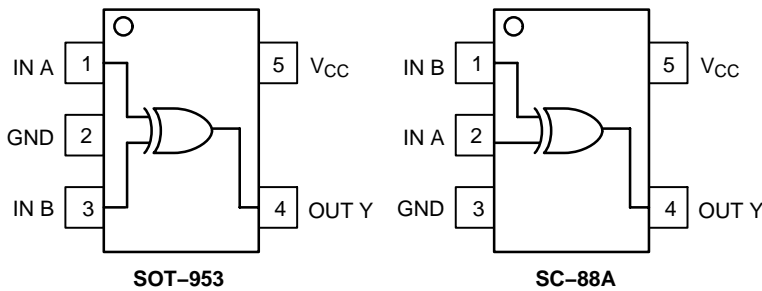 IN A 1 5 VCC
GND 2
IN B 3 4 OUT Y
SOT–953
IN B 1 5 VCC
IN A 2
GND 3 4 OUT Y
SC–88A